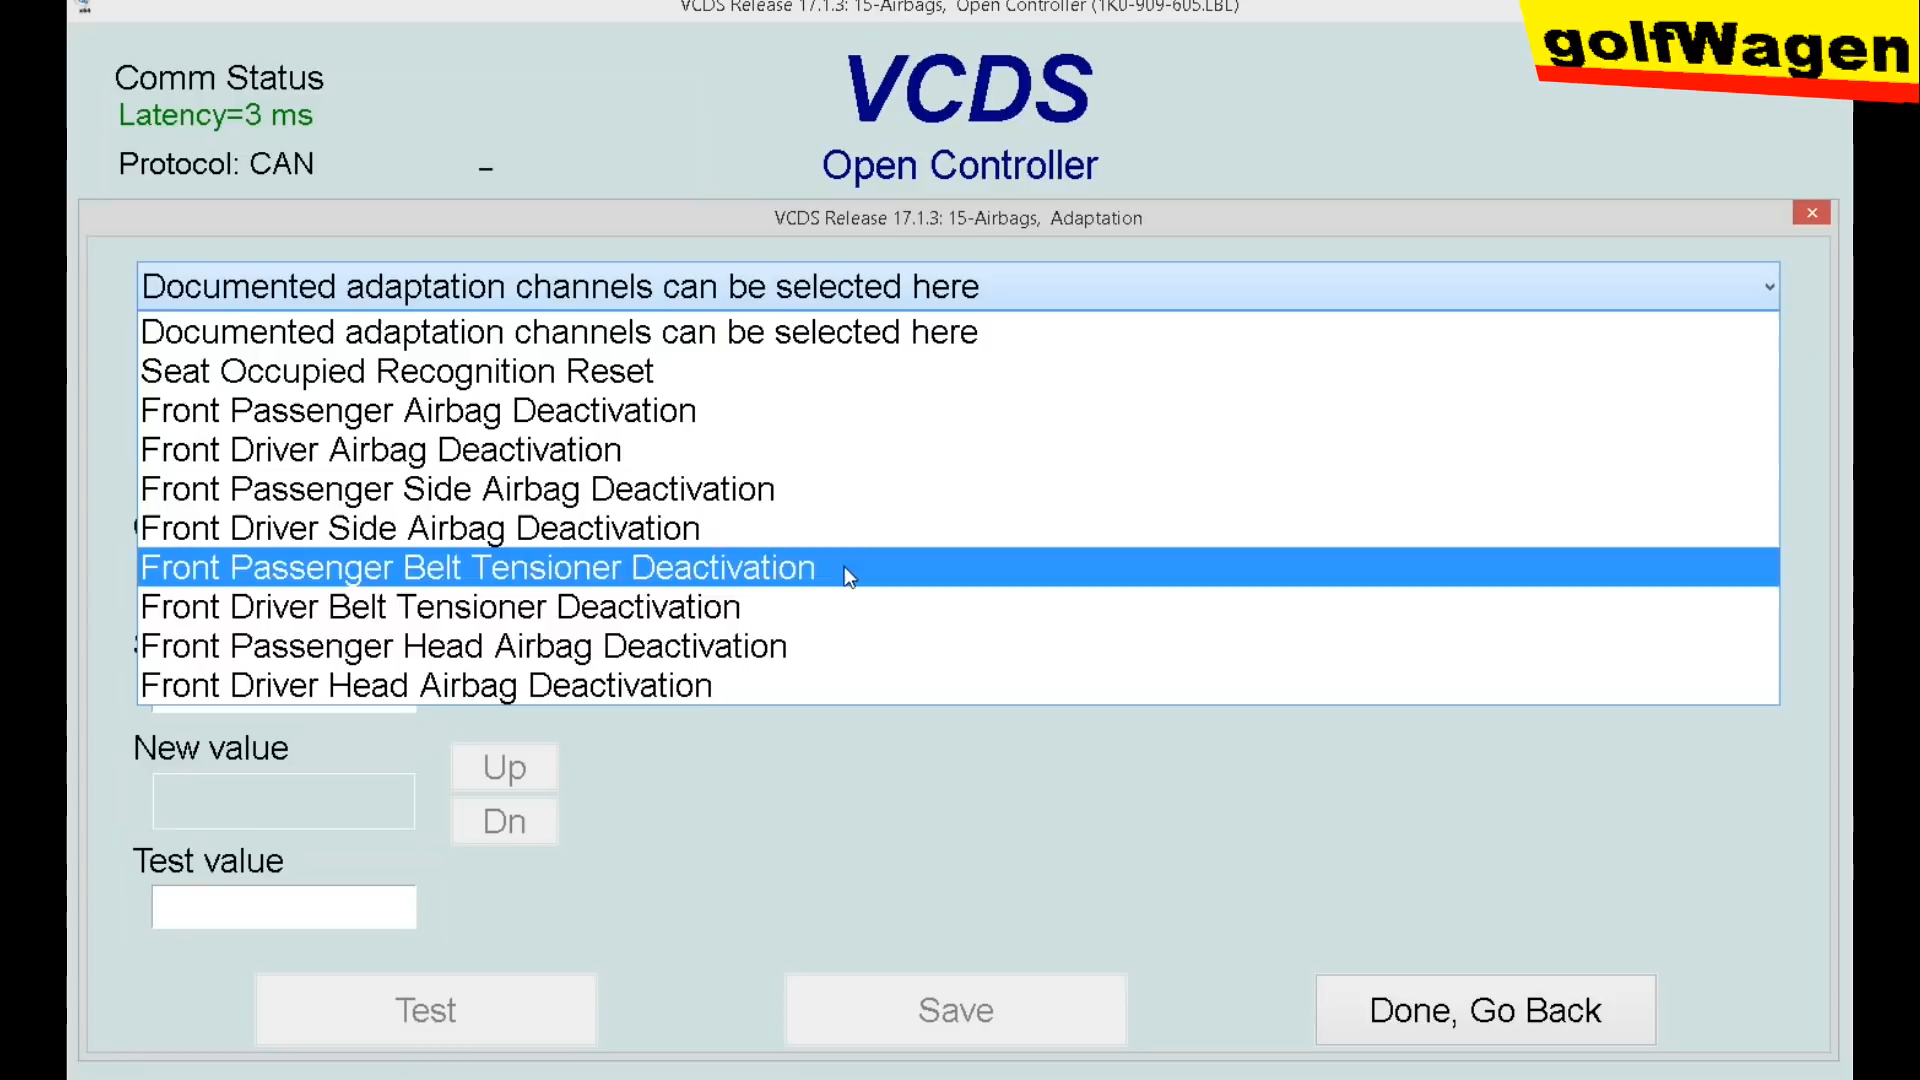 VCDS Release 17.1.3: 15-Airbags, Open Controller (1K0-909-605.LBL)
golfWagen
Comm Status
Latency=3 ms
Protocol: CAN
–
VCDS
Open Controller
VCDS Release 17.1.3: 15-Airbags, Adaptation
Documented adaptation channels can be selected here
Documented adaptation channels can be selected here
Seat Occupied Recognition Reset
Front Passenger Airbag Deactivation
Front Driver Airbag Deactivation
Front Passenger Side Airbag Deactivation
Front Driver Side Airbag Deactivation
Front Passenger Belt Tensioner Deactivation
Front Driver Belt Tensioner Deactivation
Front Passenger Head Airbag Deactivation
Front Driver Head Airbag Deactivation
New value
Up
Dn
Test value
Test
Save
Done, Go Back